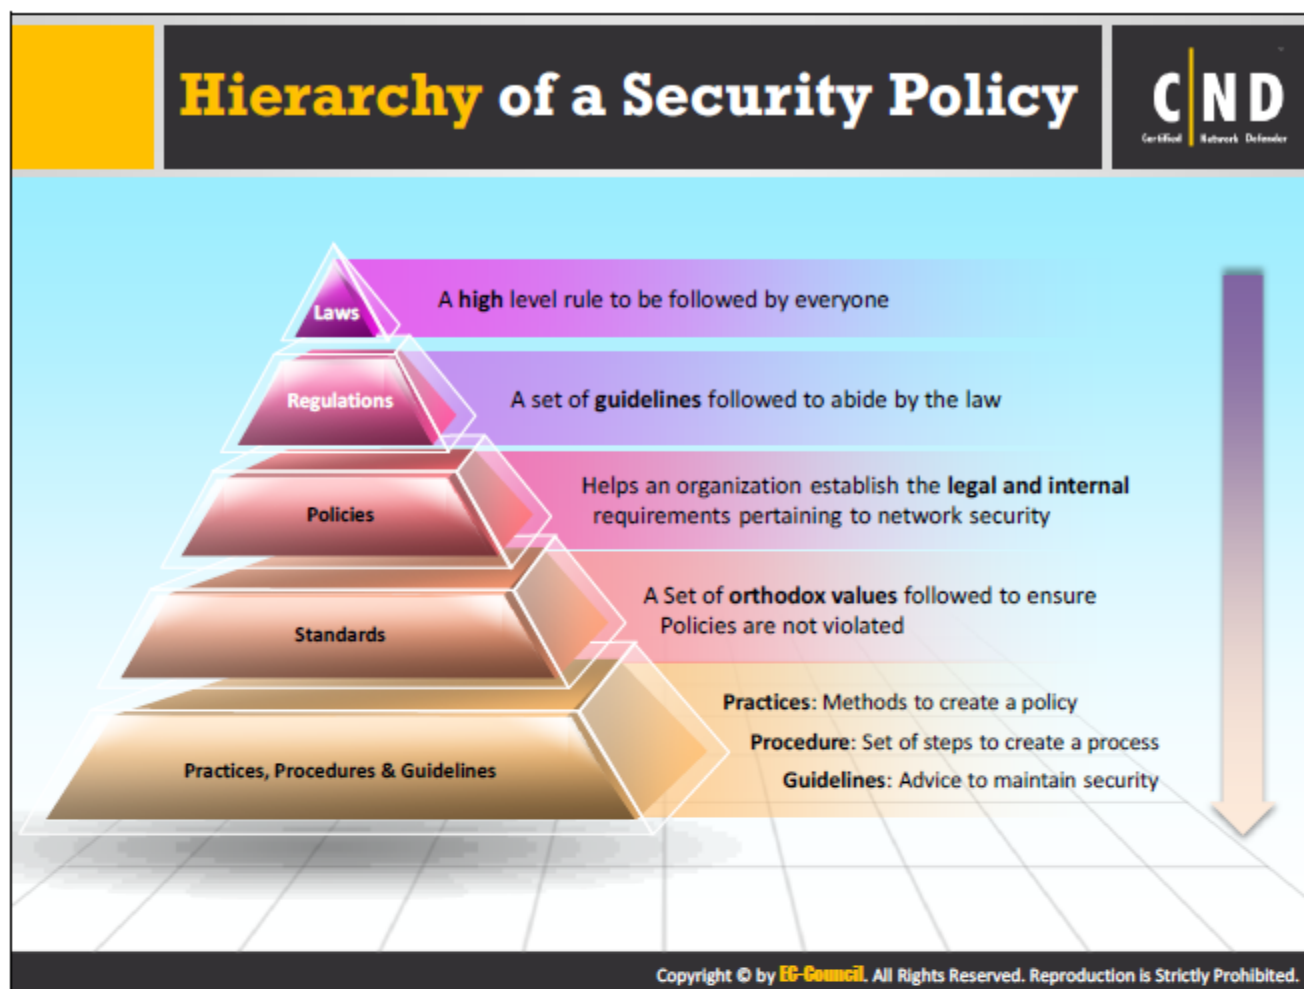 Hierarchy of a Security Policy
C|ND
Certified Network Defender
Laws
A high level rule to be followed by everyone
Regulations
A set of guidelines followed to abide by the law
Policies
Helps an organization establish the legal and internal
requirements pertaining to network security
Standards
A Set of orthodox values followed to ensure
Policies are not violated
Practices, Procedures & Guidelines
Practices: Methods to create a policy
Procedure: Set of steps to create a process
Guidelines: Advice to maintain security
Copyright © by EC-Council. All Rights Reserved. Reproduction is Strictly Prohibited.